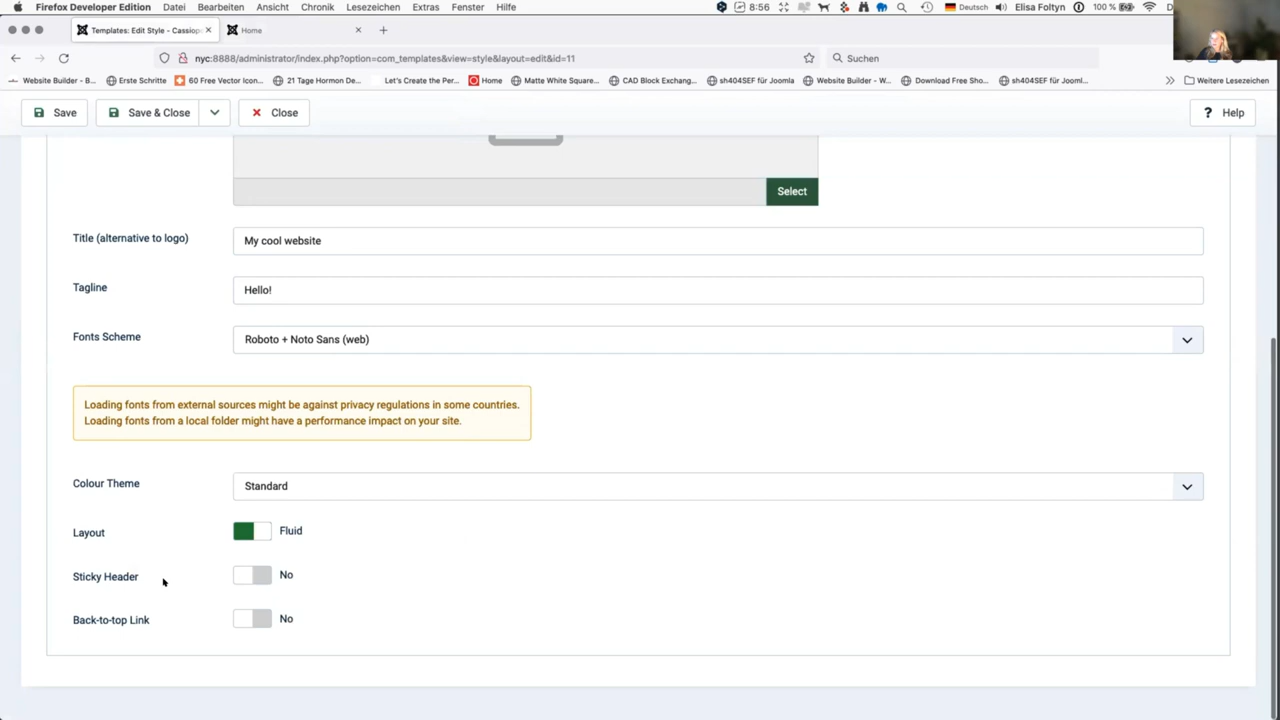 Firefox Developer Edition Datei Bearbeiten Ansicht Chronik Lesezeichen Extras Fenster Hilfe 8:56 Deutsch 100 % Elisa Foltyn
Templates: Edit Style - Cassiop Home
nyc:8888/administrator/index.php?option=com_templates&view=style&layout=edit&id=11 Suchen
Website Builder - B... Erste Schritte 60 Free Vector Icon... 21 Tage Hormon De... Let's Create the Per... Home Matte White Square... CAD Block Exchang... sh404SEF für Joomla Website Builder - W... Download Free Sho... sh404SEF für Jooml... Weitere Lesezeichen
Save Save & Close Close ? Help
Select
Title (alternative to logo) My cool website
Tagline Hello!
Fonts Scheme Roboto + Noto Sans (web)
Loading fonts from external sources might be against privacy regulations in some countries.
Loading fonts from a local folder might have a performance impact on your site.
Colour Theme Standard
Layout Fluid
Sticky Header No
Back-to-top Link No